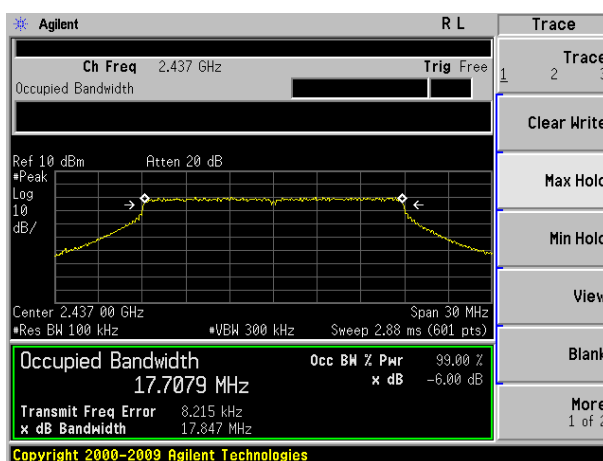 Agilent R L Trace
Ch Freq 2.437 GHz Trig Free
Occupied Bandwidth
Trace
1 2 3
Clear Write
Max Hold
Min Hold
View
Blank
More
1 of 2
Ref 10 dBm Atten 20 dB
#Peak
Log
10
dB/
Center 2.437 00 GHz Span 30 MHz
#Res BW 100 kHz #VBW 300 kHz Sweep 2.88 ms (601 pts)
Occupied Bandwidth Occ BW % Pwr 99.00 %
17.7079 MHz x dB -6.00 dB
Transmit Freq Error 8.215 kHz
x dB Bandwidth 17.847 MHz
Copyright 2000-2009 Agilent Technologies